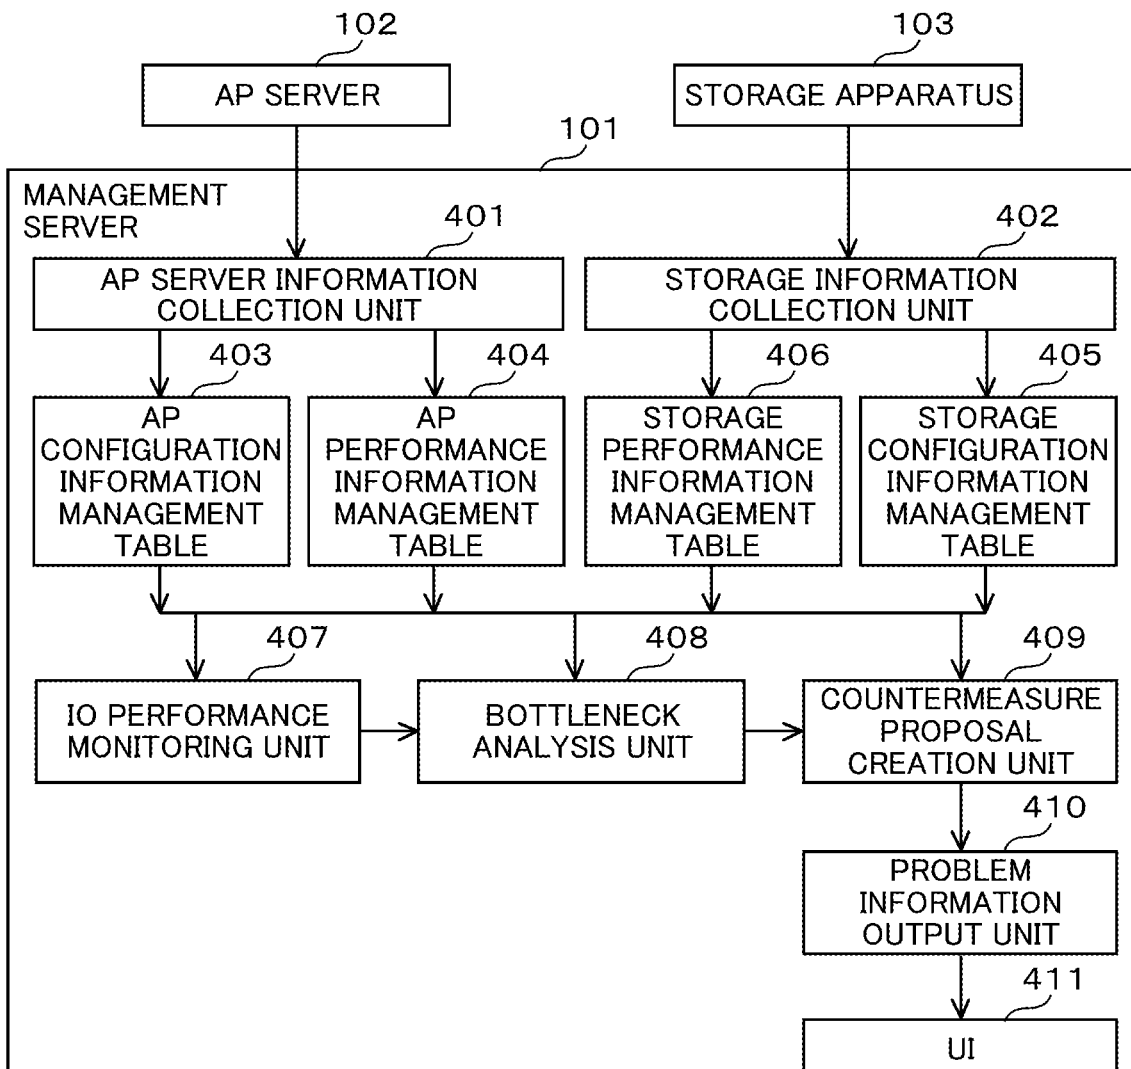 102
103
AP SERVER
STORAGE APPARATUS
101
MANAGEMENT
SERVER
401
402
AP SERVER INFORMATION
COLLECTION UNIT
STORAGE INFORMATION
COLLECTION UNIT
403
404
406
405
AP
CONFIGURATION
INFORMATION
MANAGEMENT
TABLE
AP
PERFORMANCE
INFORMATION
MANAGEMENT
TABLE
STORAGE
PERFORMANCE
INFORMATION
MANAGEMENT
TABLE
STORAGE
CONFIGURATION
INFORMATION
MANAGEMENT
TABLE
407
408
409
IO PERFORMANCE
MONITORING UNIT
BOTTLENECK
ANALYSIS UNIT
COUNTERMEASURE
PROPOSAL
CREATION UNIT
410
PROBLEM
INFORMATION
OUTPUT UNIT
411
UI